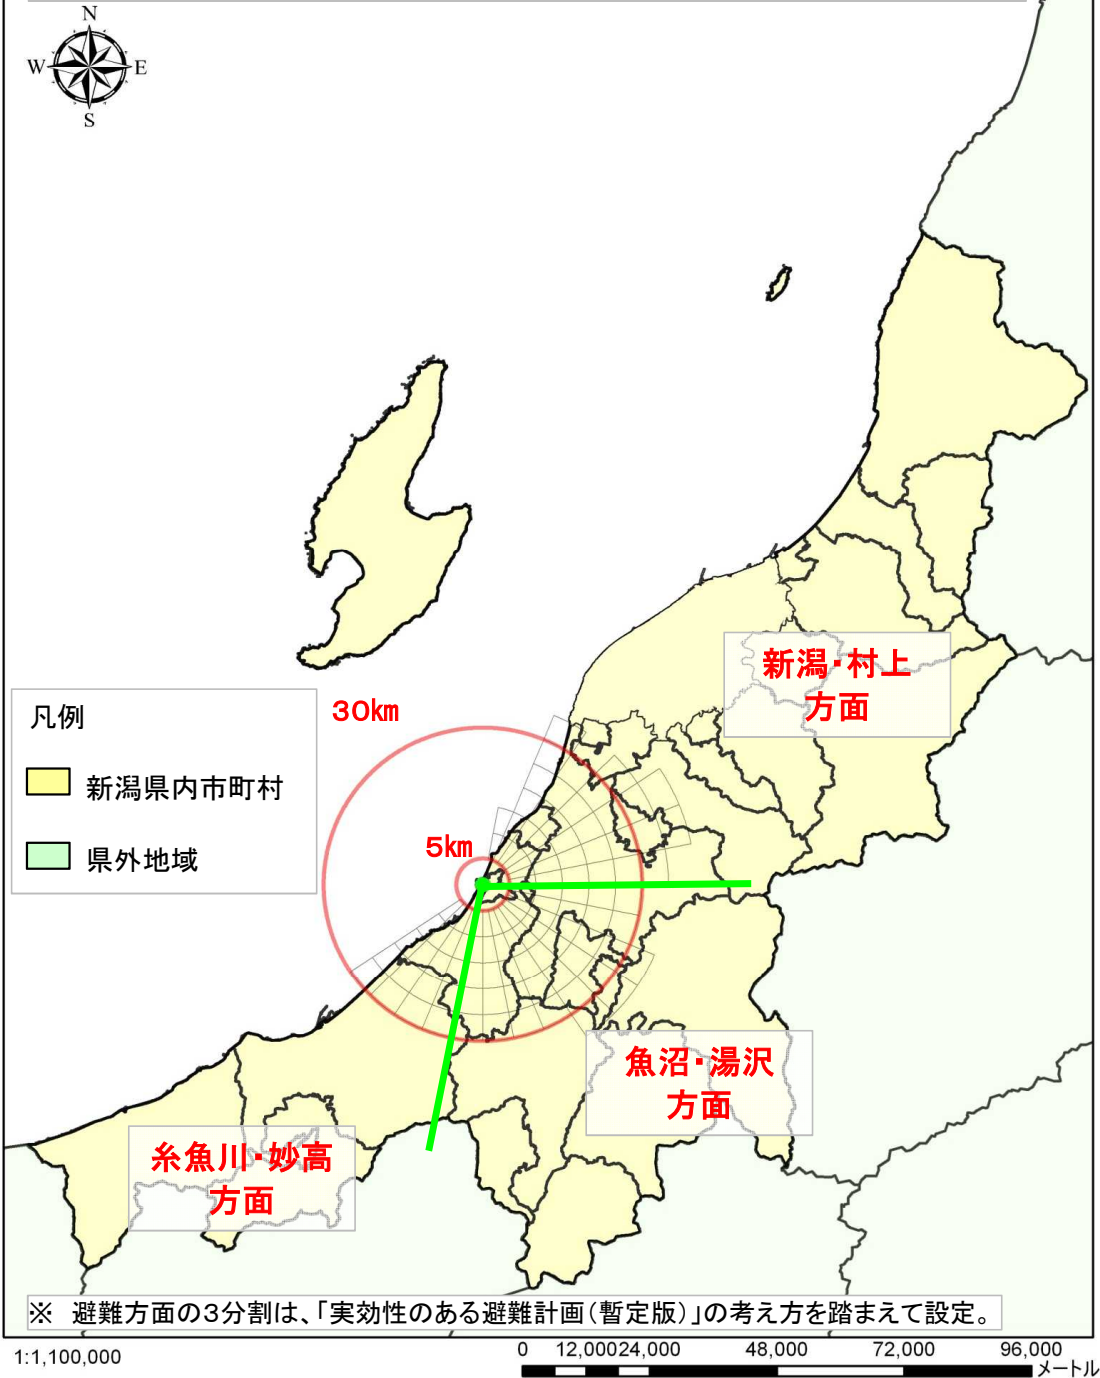 N
W E
S
新潟・村上
方面
30km
凡例
新潟県内市町村
県外地域
5km
魚沼・湯沢
方面
糸魚川・妙高
方面
※ 避難方面の3分割は、「実効性のある避難計画(暫定版)」の考え方を踏まえて設定。
1:1,100,000
0 12,00024,000 48,000 72,000 96,000
メートル